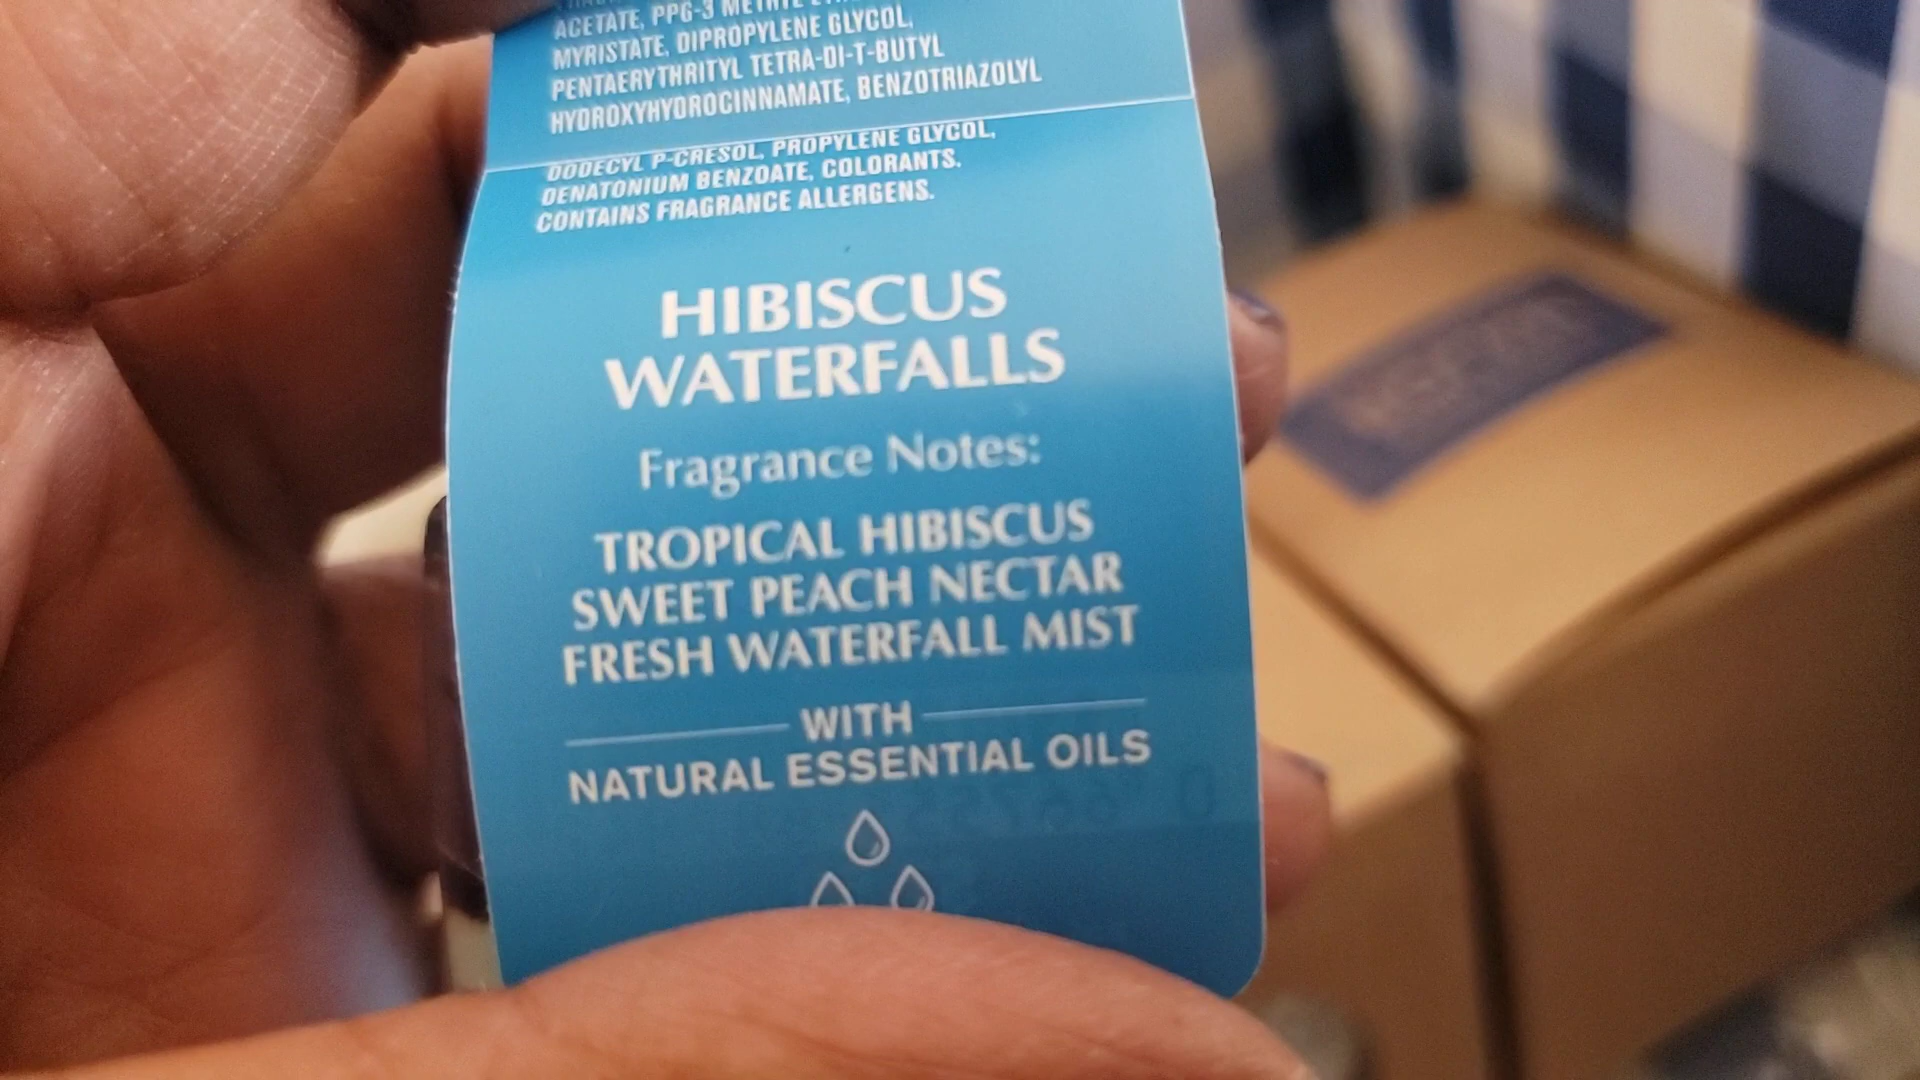 ACETATE, PPG-3
MYRISTATE, DIPROPYLENE GLYCOL,
PENTAERYTHRITYL TETRA-DI-T-BUTYL
HYDROXYHYDROCINNAMATE, BENZOTRIAZOLYL
DODECYL P-CRESOL, PROPYLENE GLYCOL,
DENATONIUM BENZOATE, COLORANTS.
CONTAINS FRAGRANCE ALLERGENS.
HIBISCUS
WATERFALLS
Fragrance Notes:
TROPICAL HIBISCUS
SWEET PEACH NECTAR
FRESH WATERFALL MIST
WITH
NATURAL ESSENTIAL OILS